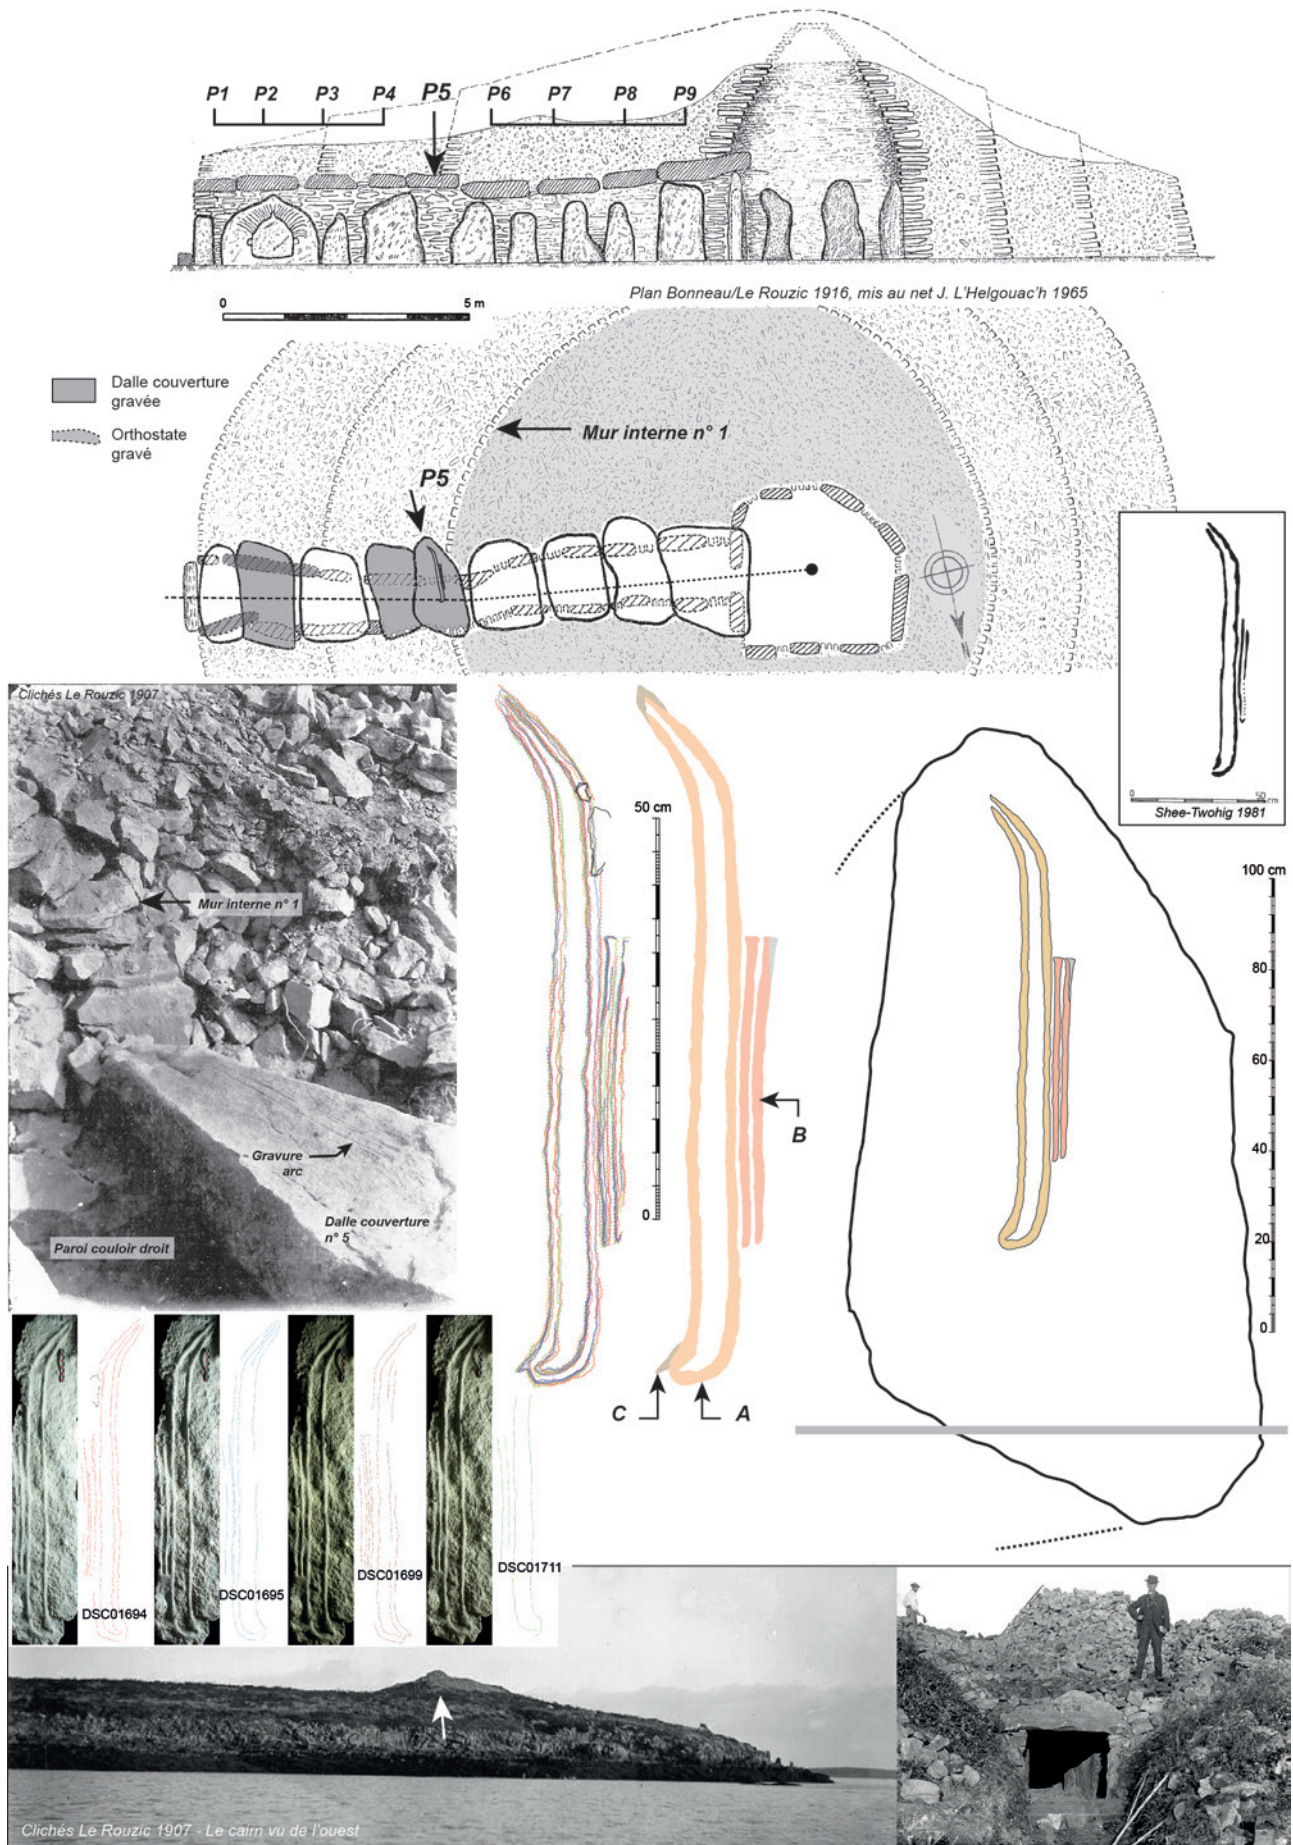 P1 P2 P3 P4 P5 P6 P7 P8 P9
0 5 m
Plan Bonneau/Le Rouzic 1916, mis au net J. L'Helgouac'h 1965
Dalle couverture
gravée
Orthostate
gravé
Mur interne n° 1
P5
0 50 cm
Shee-Twohig 1981
Clichés Le Rouzic 1907
Mur interne n° 1
Gravure
arc
Dalle couverture
n° 5
Paroi couloir droit
50 cm
0
B
C
A
100 cm
80
60
40
20
0
DSC01694
DSC01695
DSC01699
DSC01711
Clichés Le Rouzic 1907 - Le cairn vu de l'ouest